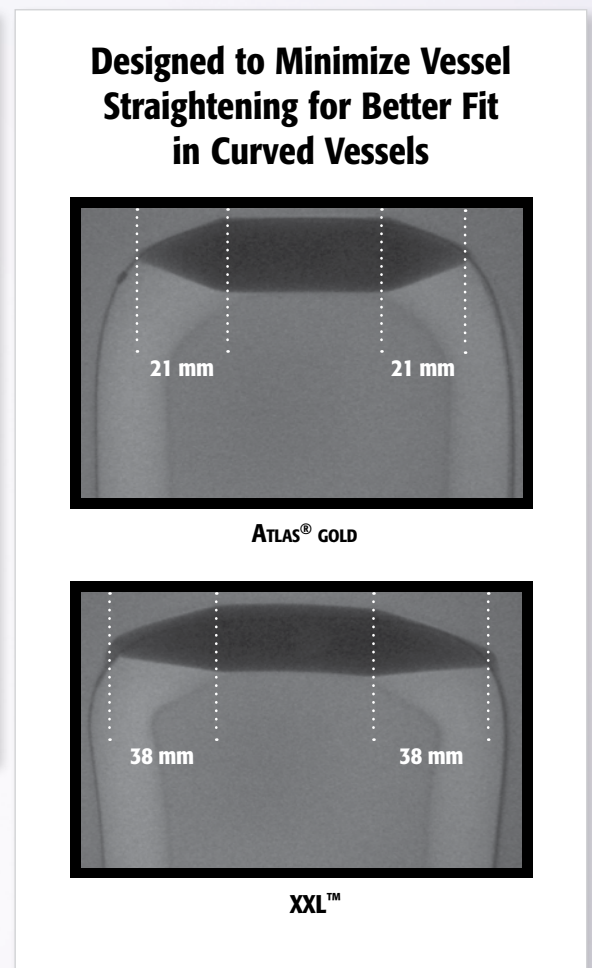 Designed to Minimize Vessel
Straightening for Better Fit
in Curved Vessels
21 mm 21 mm
ATLAS® GOLD
38 mm 38 mm
XXL™